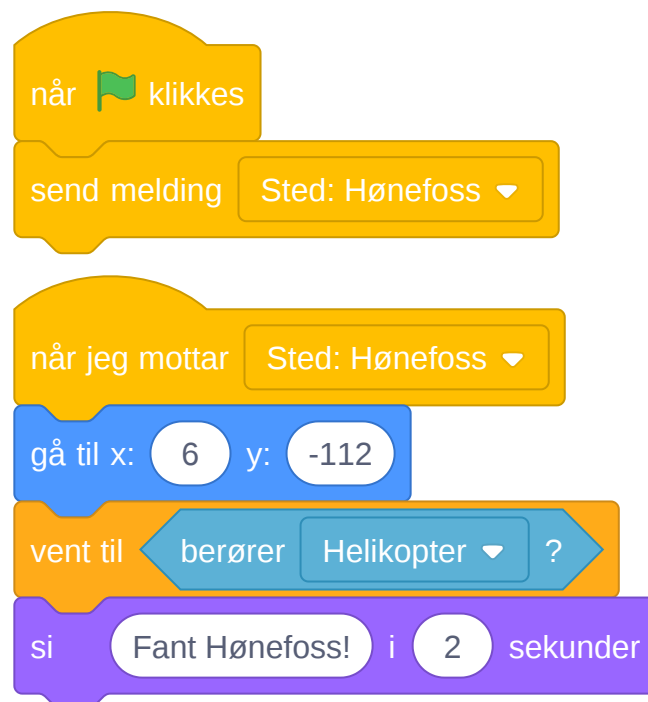 når klikkes
send melding Sted: Hønefoss
når jeg mottar Sted: Hønefoss
gå til x: 6 y: -112
vent til berører Helikopter ?
si Fant Hønefoss! i 2 sekunder